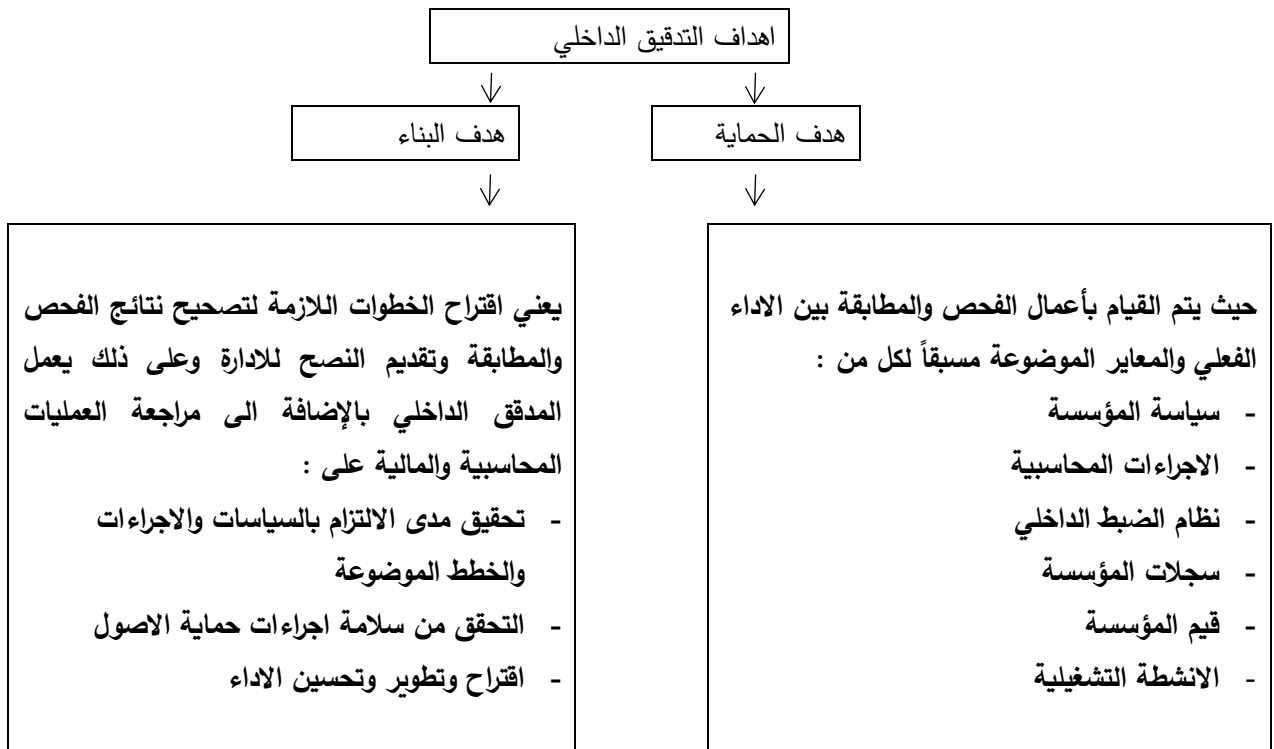 اهداف التدقيق الداخلي
هدف الحماية
هدف البناء
حيث يتم القيام بأعمال الفحص والمطابقة بين الاداء
الفعلي والمعاير الموضوعة مسبقاً لكل من :
- سياسة المؤسسة
- الاجراءات المحاسبية
- نظام الضبط الداخلي
- سجلات المؤسسة
- قيم المؤسسة
- الانشطة التشغيلية
يعني اقتراح الخطوات اللازمة لتصحيح نتائج الفحص
والمطابقة وتقديم النصح للادارة وعلى ذلك يعمل
المدقق الداخلي بالإضافة الى مراجعة العمليات
المحاسبية والمالية على :
- تحقيق مدى الالتزام بالسياسات والاجراءات
والخطط الموضوعة
- التحقق من سلامة اجراءات حماية الاصول
- اقتراح وتطوير وتحسين الاداء